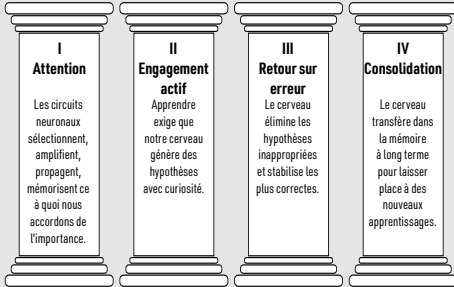 I
Attention
Les circuits
neuronaux
sélectionnent,
amplifient,
propagent,
mémorisent ce
à quoi nous
accordons de
l'importance.
II
Engagement
actif
Apprendre
exige que
notre cerveau
génère des
hypothèses
avec curiosité.
III
Retour sur
erreur
Le cerveau
élimine les
hypothèses
inappropriées
et stabilise les
plus correctes.
IV
Consolidation
Le cerveau
transfère dans
la mémoire
à long terme
pour laisser
place à des
nouveaux
apprentissages.